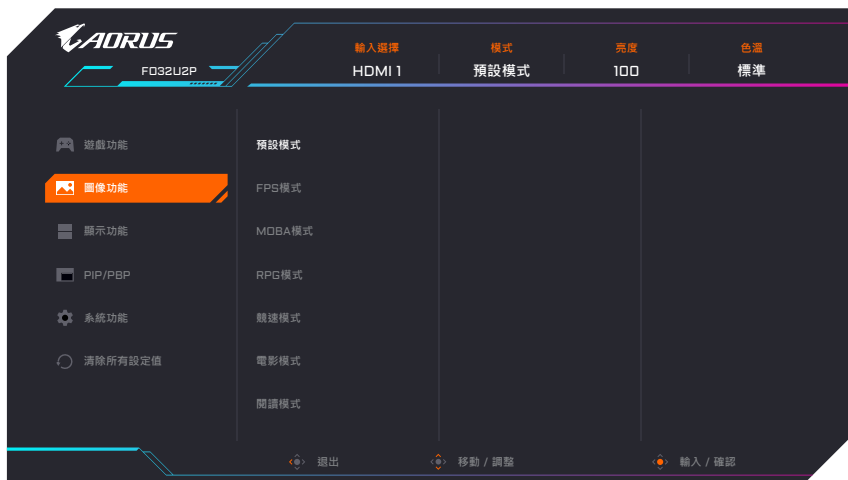 AORUS
FO32U2P
輸入選擇
HDMI 1
模式
預設模式
亮度
100
色溫
標準
遊戲功能
圖像功能
顯示功能
PIP/PBP
系統功能
清除所有設定值
預設模式
FPS模式
MOBA模式
RPG模式
競速模式
電影模式
閱讀模式
退出
移動 / 調整
輸入 / 確認